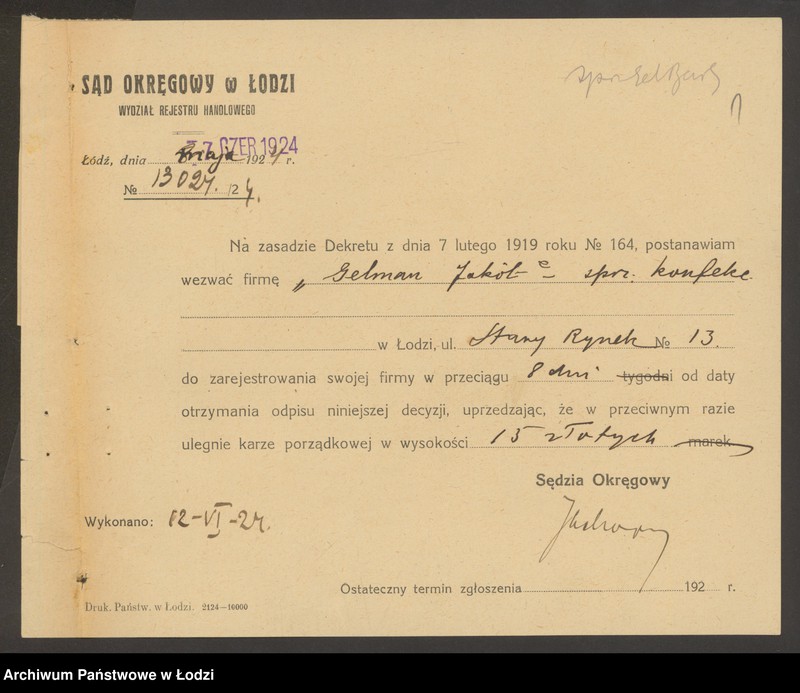 SĄD OKRĘGOWY w ŁODZI
WYDZIAŁ REJESTRU HANDLOWEGO
Łódź, dnia maja 1924 r.
7 CZER 1924
№ 13024. /24.
Na zasadzie Dekretu z dnia 7 lutego 1919 roku № 164, postanawiam
wezwać firmę „Gelman Jakób" – sprz. konfekc.
w Łodzi, ul. Stary Rynek № 13.
do zarejestrowania swojej firmy w przeciągu 8 dni tygodni od daty
otrzymania odpisu niniejszej decyzji, uprzedzając, że w przeciwnym razie
ulegnie karze porządkowej w wysokości 15 złotych marek
Sędzia Okręgowy
Wykonano: 12-VI-24.
Ostateczny termin zgłoszenia 192 r.
Druk. Państw. w Łodzi. 2124—10000
Archiwum Państwowe w Łodzi